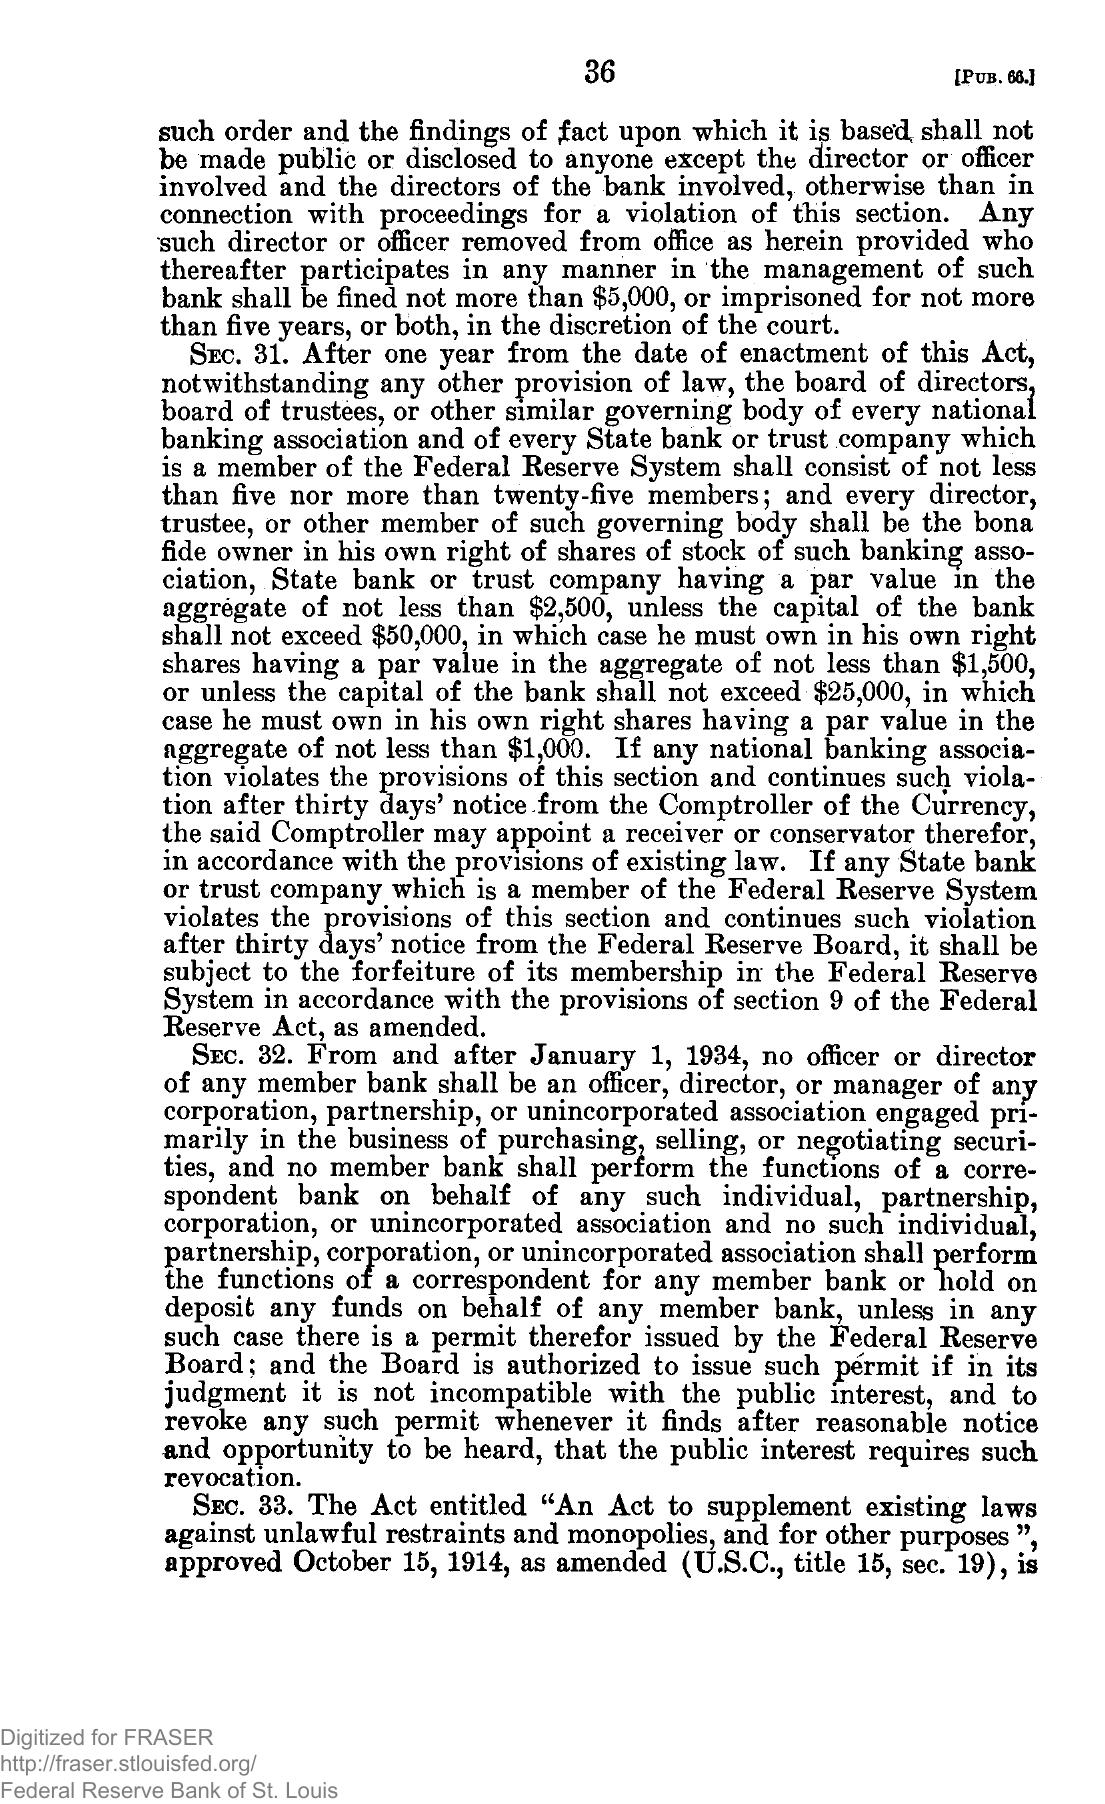 36
[PUB. 66.]
such order and the findings of fact upon which it is based, shall not
be made public or disclosed to anyone except the director or officer
involved and the directors of the bank involved, otherwise than in
connection with proceedings for a violation of this section. Any
such director or officer removed from office as herein provided who
thereafter participates in any manner in the management of such
bank shall be fined not more than $5,000, or imprisoned for not more
than five years, or both, in the discretion of the court.
SEC. 31. After one year from the date of enactment of this Act,
notwithstanding any other provision of law, the board of directors,
board of trustees, or other similar governing body of every national
banking association and of every State bank or trust company which
is a member of the Federal Reserve System shall consist of not less
than five nor more than twenty-five members; and every director,
trustee, or other member of such governing body shall be the bona
fide owner in his own right of shares of stock of such banking asso-
ciation, State bank or trust company having a par value in the
aggregate of not less than $2,500, unless the capital of the bank
shall not exceed $50,000, in which case he must own in his own right
shares having a par value in the aggregate of not less than $1,500,
or unless the capital of the bank shall not exceed $25,000, in which
case he must own in his own right shares having a par value in the
aggregate of not less than $1,000. If any national banking associa-
tion violates the provisions of this section and continues such viola-
tion after thirty days' notice from the Comptroller of the Currency,
the said Comptroller may appoint a receiver or conservator therefor,
in accordance with the provisions of existing law. If any State bank
or trust company which is a member of the Federal Reserve System
violates the provisions of this section and continues such violation
after thirty days' notice from the Federal Reserve Board, it shall be
subject to the forfeiture of its membership in the Federal Reserve
System in accordance with the provisions of section 9 of the Federal
Reserve Act, as amended.
SEC. 32. From and after January 1, 1934, no officer or director
of any member bank shall be an officer, director, or manager of any
corporation, partnership, or unincorporated association engaged pri-
marily in the business of purchasing, selling, or negotiating securi-
ties, and no member bank shall perform the functions of a corre-
spondent bank on behalf of any such individual, partnership,
corporation, or unincorporated association and no such individual,
partnership, corporation, or unincorporated association shall perform
the functions of a correspondent for any member bank or hold on
deposit any funds on behalf of any member bank, unless in any
such case there is a permit therefor issued by the Federal Reserve
Board; and the Board is authorized to issue such permit if in its
judgment it is not incompatible with the public interest, and to
revoke any such permit whenever it finds after reasonable notice
and opportunity to be heard, that the public interest requires such
revocation.
SEC. 33. The Act entitled "An Act to supplement existing laws
against unlawful restraints and monopolies, and for other purposes ",
approved October 15, 1914, as amended (U.S.C., title 15, sec. 19), is
Digitized for FRASER
http://fraser.stlouisfed.org/
Federal Reserve Bank of St. Louis